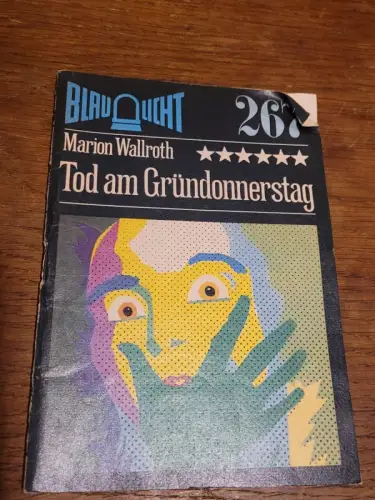 BLAULICHT 267
Marion Wallroth
Tod am Gründonnerstag